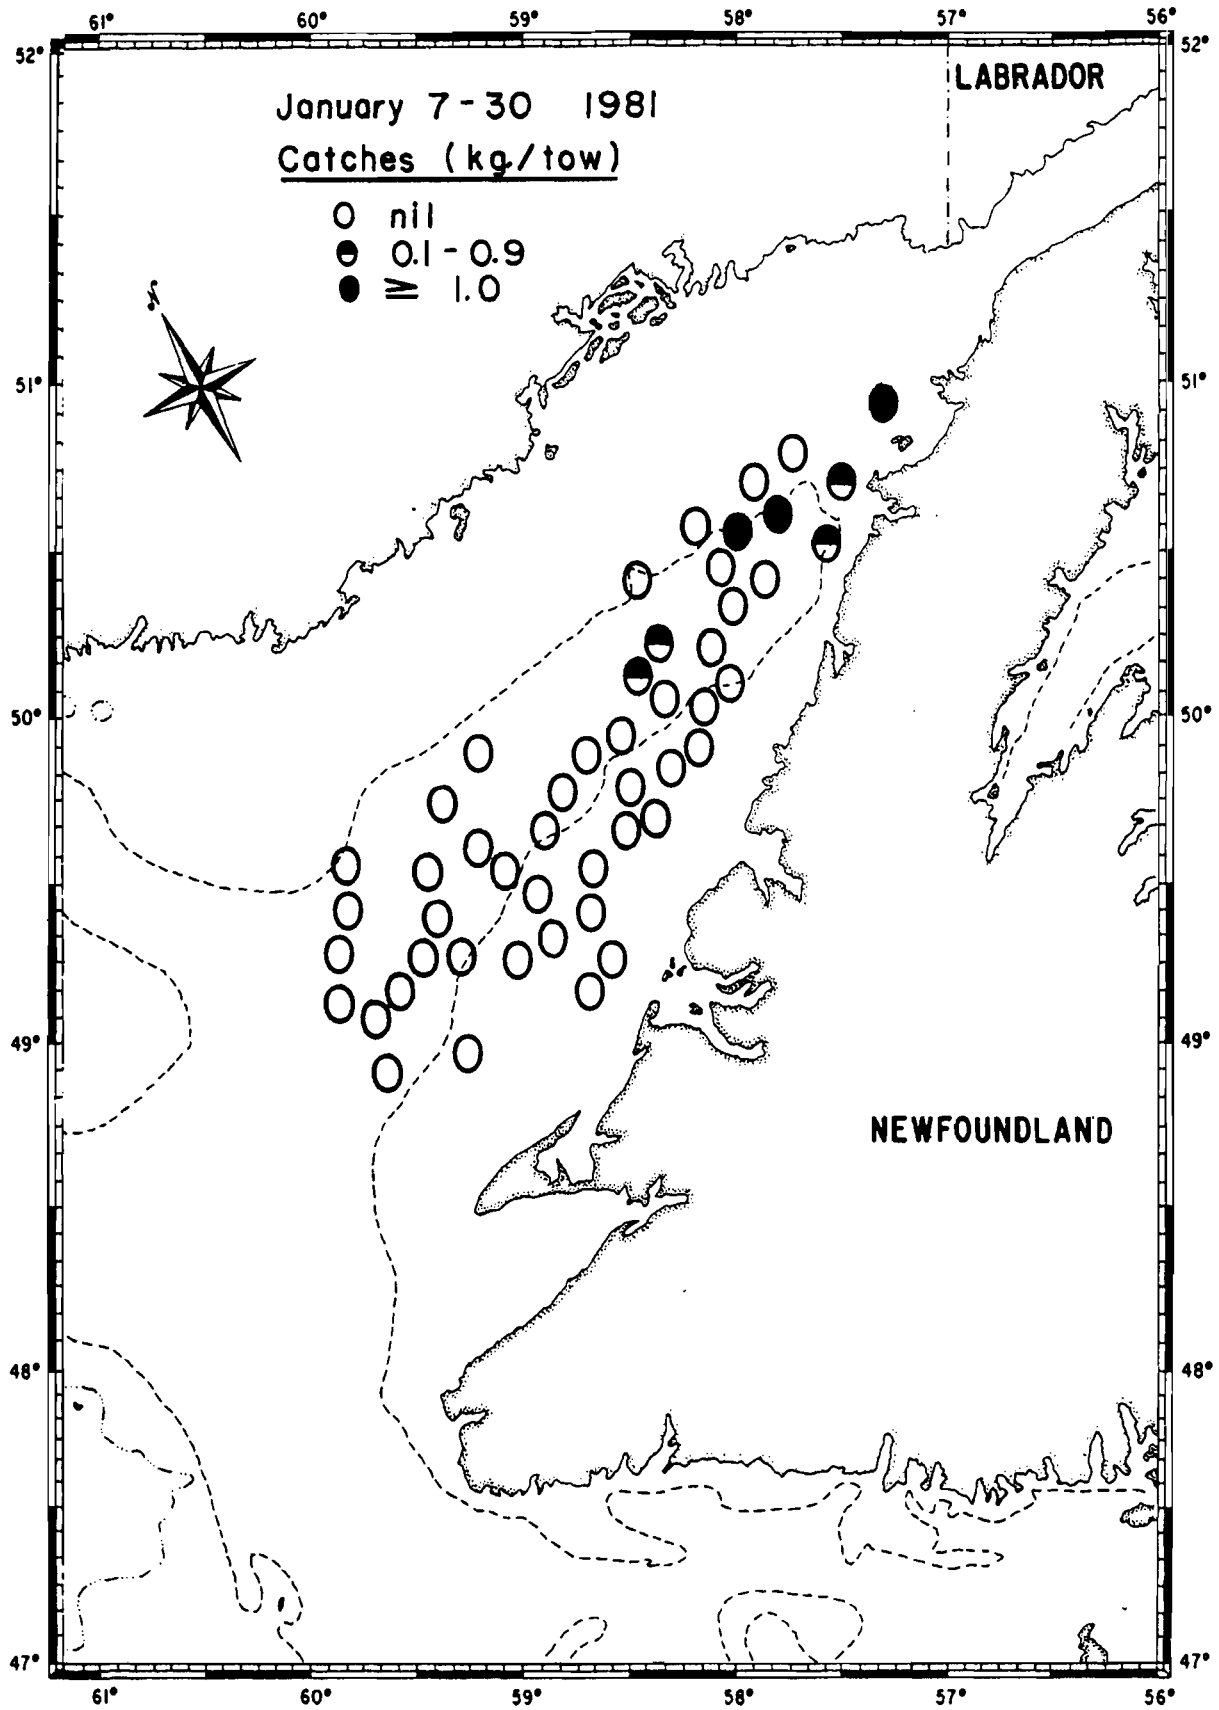 61° 60° 59° 58° 57° 56°
52° 52°
LABRADOR
January 7-30 1981
Catches (kg/tow)
nil
0.1-0.9
≥ 1.0
N
51° 51°
50° 50°
49° 49°
NEWFOUNDLAND
48° 48°
47° 47°
61° 60° 59° 58° 57° 56°